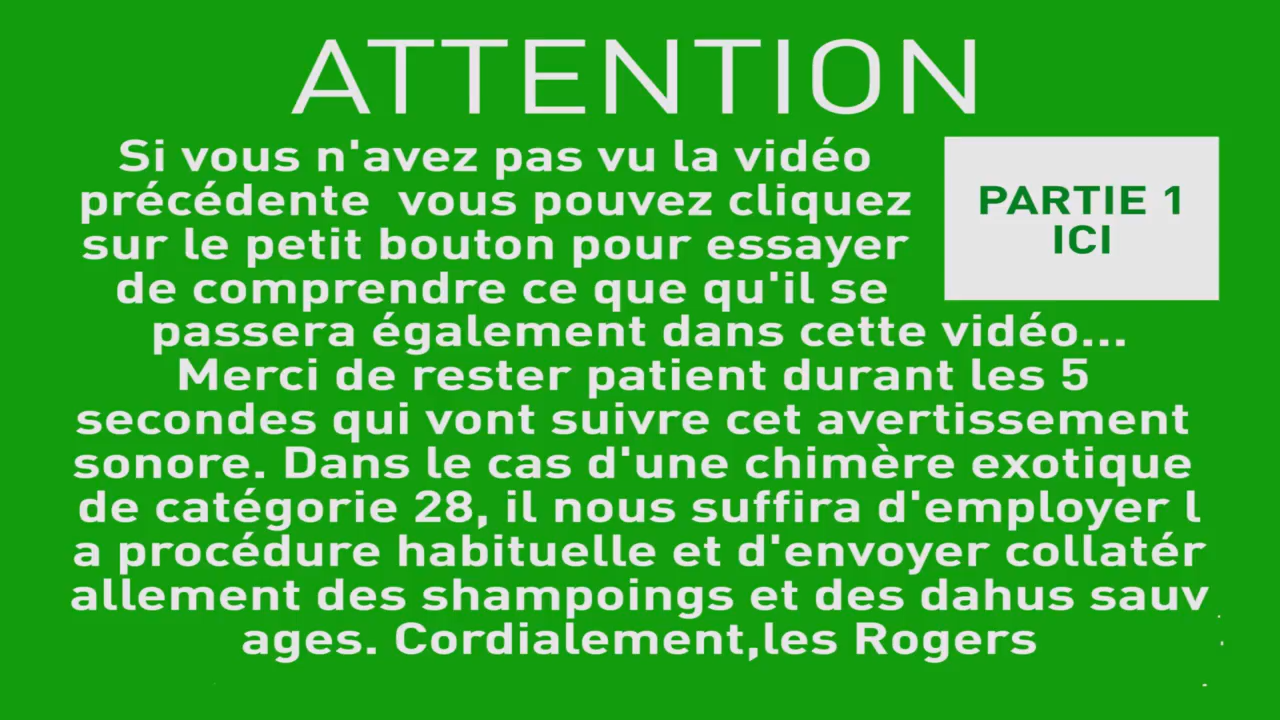 ATTENTION
Si vous n'avez pas vu la vidéo
précédente vous pouvez cliquez
sur le petit bouton pour essayer
de comprendre ce que qu'il se
passera également dans cette vidéo...
Merci de rester patient durant les 5
secondes qui vont suivre cet avertissement
sonore. Dans le cas d'une chimère exotique
de catégorie 28, il nous suffira d'employer l
a procédure habituelle et d'envoyer collatér
allement des shampoings et des dahus sauv
ages. Cordialement,les Rogers
PARTIE 1
ICI